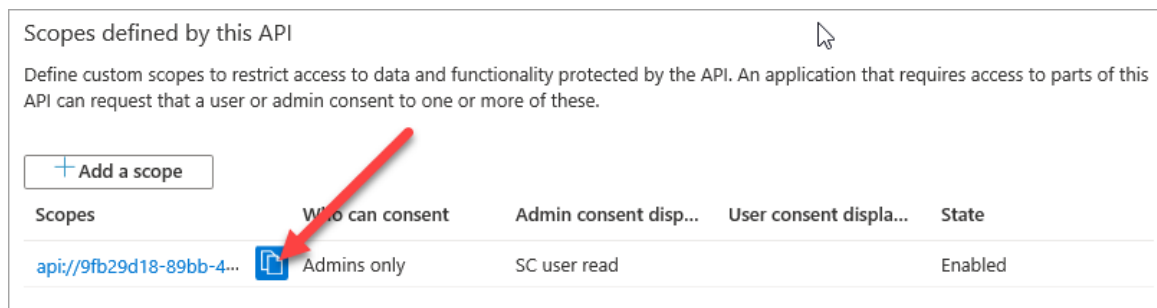 Scopes defined by this API
Define custom scopes to restrict access to data and functionality protected by the API. An application that requires access to parts of this
API can request that a user or admin consent to one or more of these.
+ Add a scope
Scopes Who can consent Admin consent disp... User consent displa... State
api://9fb29d18-89bb-4... Admins only SC user read Enabled